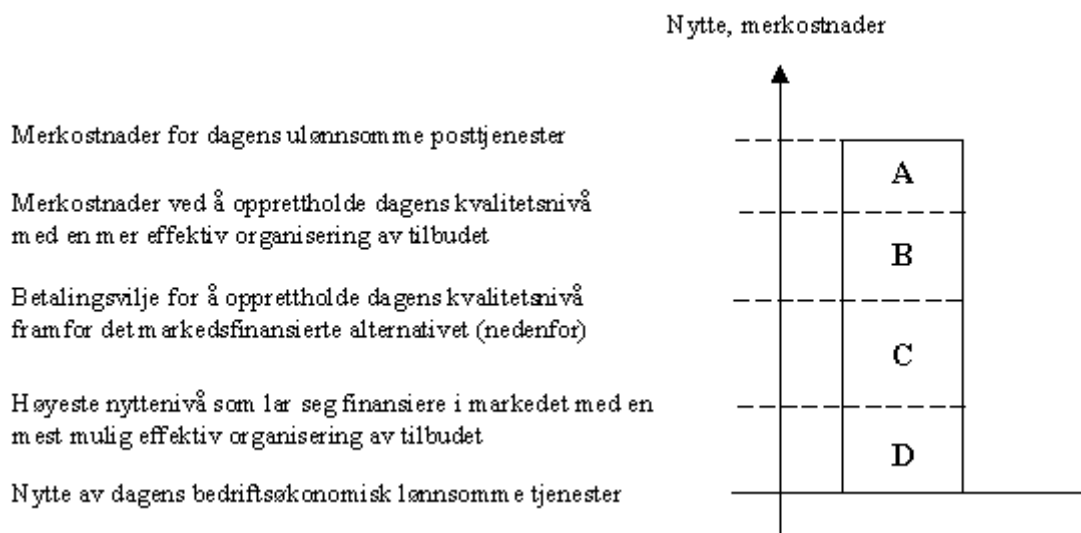 Nytte, merkostnader
Merkostnader for dagens ulønnsomme posttjenester
A
Merkostnader ved å opprettholde dagens kvalitetsnivå
med en mer effektiv organisering av tilbudet
B
Betalingsvilje for å opprettholde dagens kvalitetsnivå
framfor det markedsfinansierte alternativet (nedenfor)
C
Høyeste nyttenivå som lar seg finansiere i markedet med en
mest mulig effektiv organisering av tilbudet
D
Nytte av dagens bedriftsøkonomisk lønnsomme tjenester